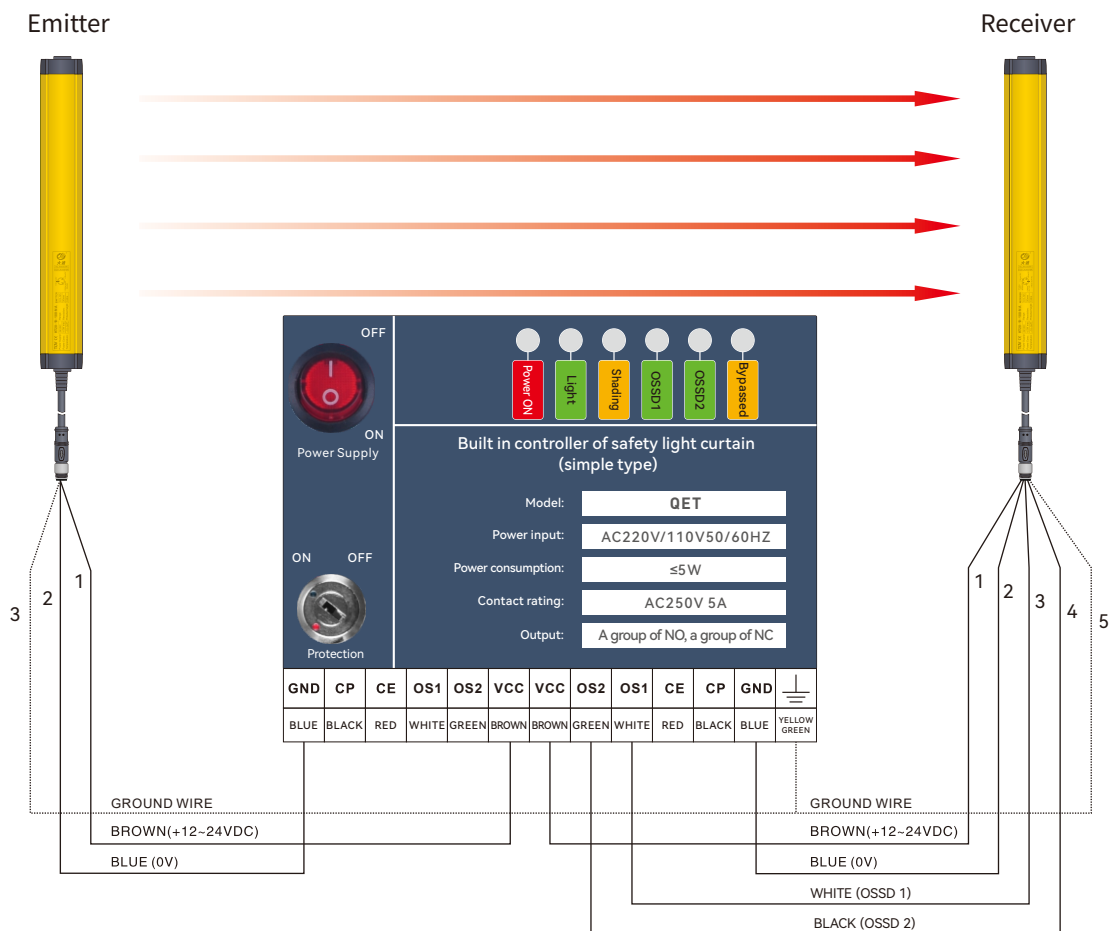 Emitter
Receiver
OFF
ON
Power Supply
Power ON
Light
Shading
OSSD1
OSSD2
Bypassed
Built in controller of safety light curtain
(simple type)
Model: QET
Power input: AC220V/110V50/60HZ
Power consumption: ≤5W
Contact rating: AC250V 5A
Output: A group of NO, a group of NC
ON OFF
Protection
3 2 1
1 2 3 4 5
GND CP CE OS1 OS2 VCC VCC OS2 OS1 CE CP GND
BLUE BLACK RED WHITE GREEN BROWN BROWN GREEN WHITE RED BLACK BLUE YELLOW
GREEN
GROUND WIRE GROUND WIRE
BROWN(+12~24VDC) BROWN(+12~24VDC)
BLUE (0V) BLUE (0V)
WHITE (OSSD 1)
BLACK (OSSD 2)